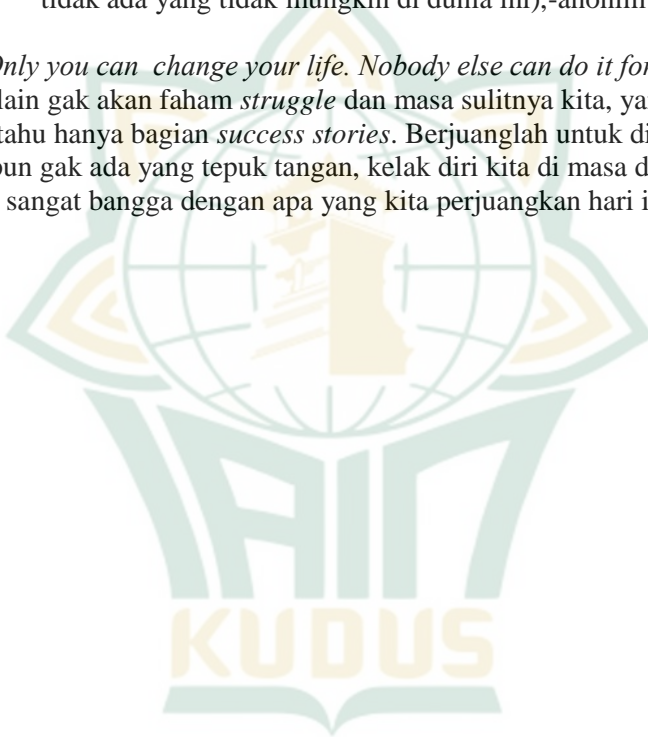 tidak ada yang tidak mungkin di dunia ini),-anonim
Only you can change your life. Nobody else can do it for
lain gak akan faham struggle dan masa sulitnya kita, ya
tahu hanya bagian success stories. Berjuanglah untuk di
pun gak ada yang tepuk tangan, kelak diri kita di masa d
sangat bangga dengan apa yang kita perjuangkan hari i
IAIN
KUDUS